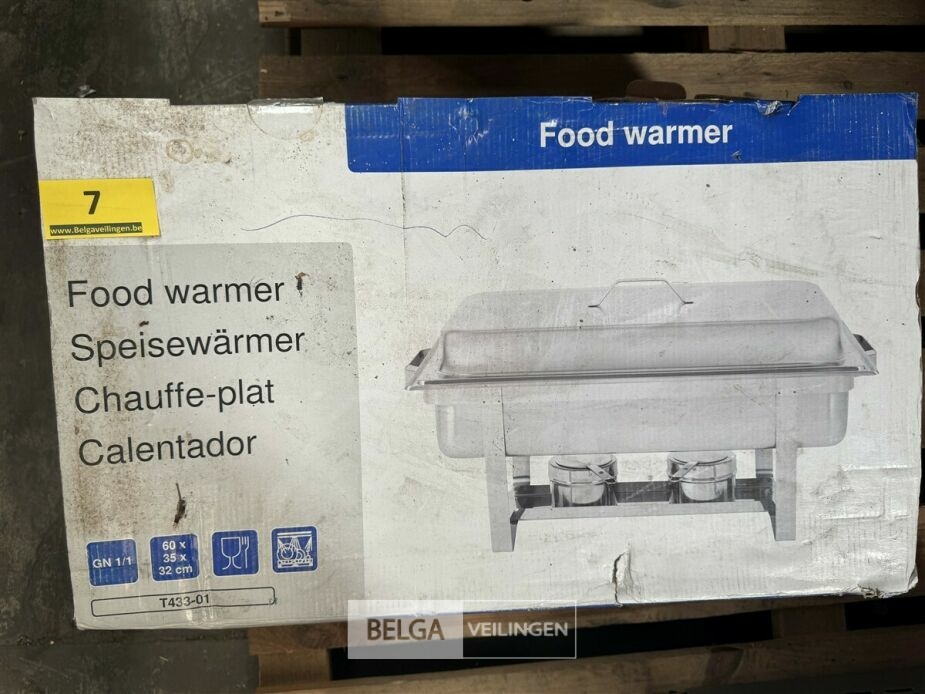 Food warmer
7
www.Belgaveilingen.be
Food warmer
Speisewärmer
Chauffe-plat
Calentador
GN 1/1
60 x
35 x
32 cm
T433-01
BELGA VEILINGEN